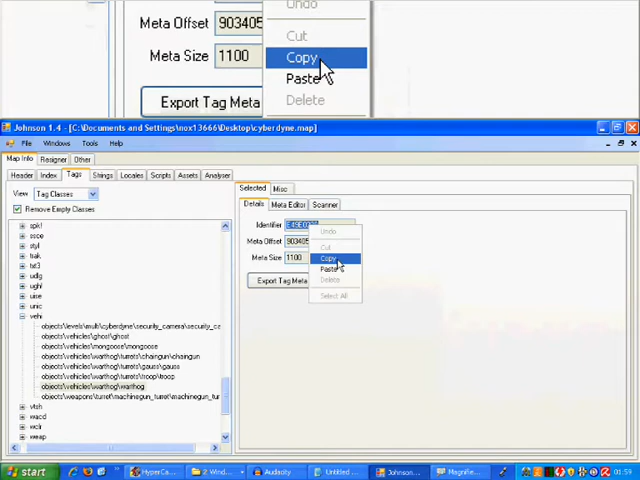 Undo
Meta Offset 903405
Cut
Meta Size 1100
Copy
Paste
Export Tag Meta
Delete
Johnson 1.4 - [C:\Documents and Settings\nox13666\Desktop\cyberdyne.map]
File Windows Tools Help
Map Info Resigner Other
Header Index Tags Strings Locales Scripts Assets Analyser
Selected Misc
View Tag Classes
Details Meta Editor Scanner
Remove Empty Classes
Identifier
Undo
Meta Offset 903405
Cut
Meta Size 1100
Copy
Paste
Export Tag Meta
Delete
Select All
spk!
ssce
styl
trak
txt3
udlg
ugh!
uise
unic
vehi
objects\levels\multi\cyberdyne\security_camera\security_ca
objects\vehicles\ghost\ghost
objects\vehicles\mongoose\mongoose
objects\vehicles\warthog\turrets\chaingun\chaingun
objects\vehicles\warthog\turrets\gauss\gauss
objects\vehicles\warthog\turrets\troop\troop
objects\vehicles\warthog\warthog
objects\weapons\turret\machinegun_turret\machinegun_turr
vtsh
wacd
wclr
weap
start
HyperCa
2 Wind
Audacity
Untitled
Johnson
Magnifie
01:59